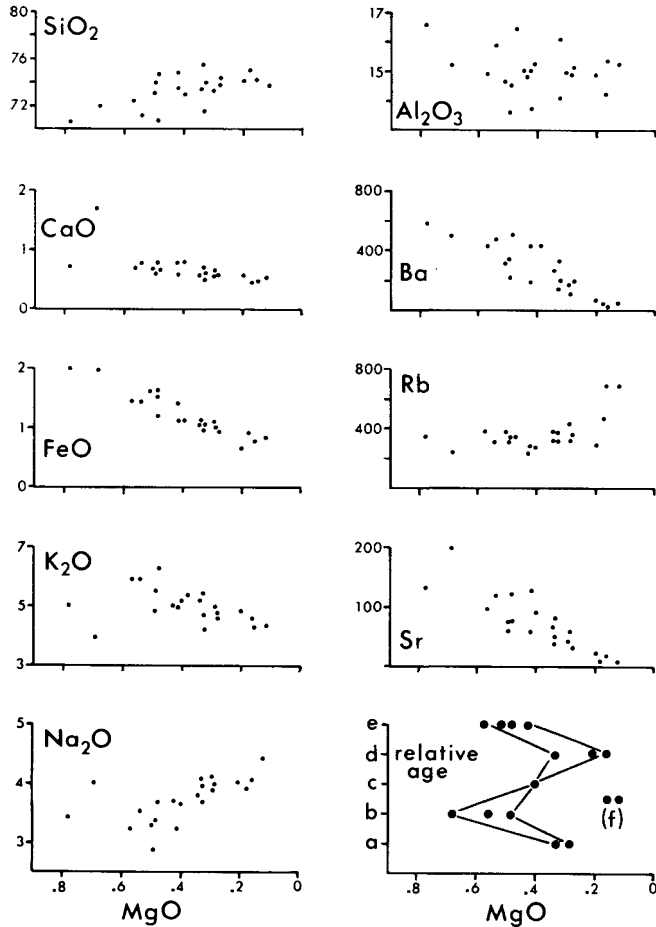 80
SiO2
76
72
17
15
Al2O3
2
CaO
1
0
800
400
Ba
2
1
FeO
0
800
Rb
400
7
K2O
5
3
200
100
Sr
5
Na2O
4
3
.8 .6 .4 .2 0
MgO
e
d relative
age
c
b
(f)
a
.8 .6 .4 .2 0
MgO